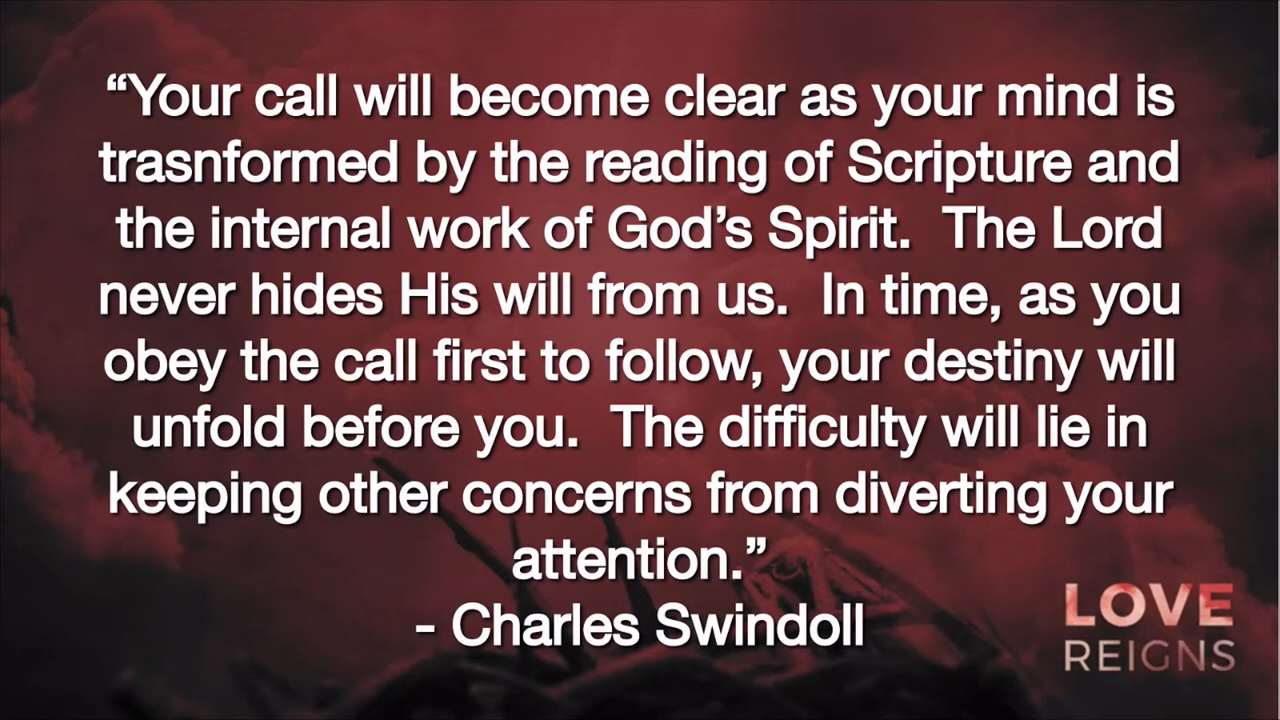 “Your call will become clear as your mind is
trasnformed by the reading of Scripture and
the internal work of God’s Spirit.  The Lord
never hides His will from us.  In time, as you
obey the call first to follow, your destiny will
unfold before you.  The difficulty will lie in
keeping other concerns from diverting your
attention.”
- Charles Swindoll
LOVE
REIGNS